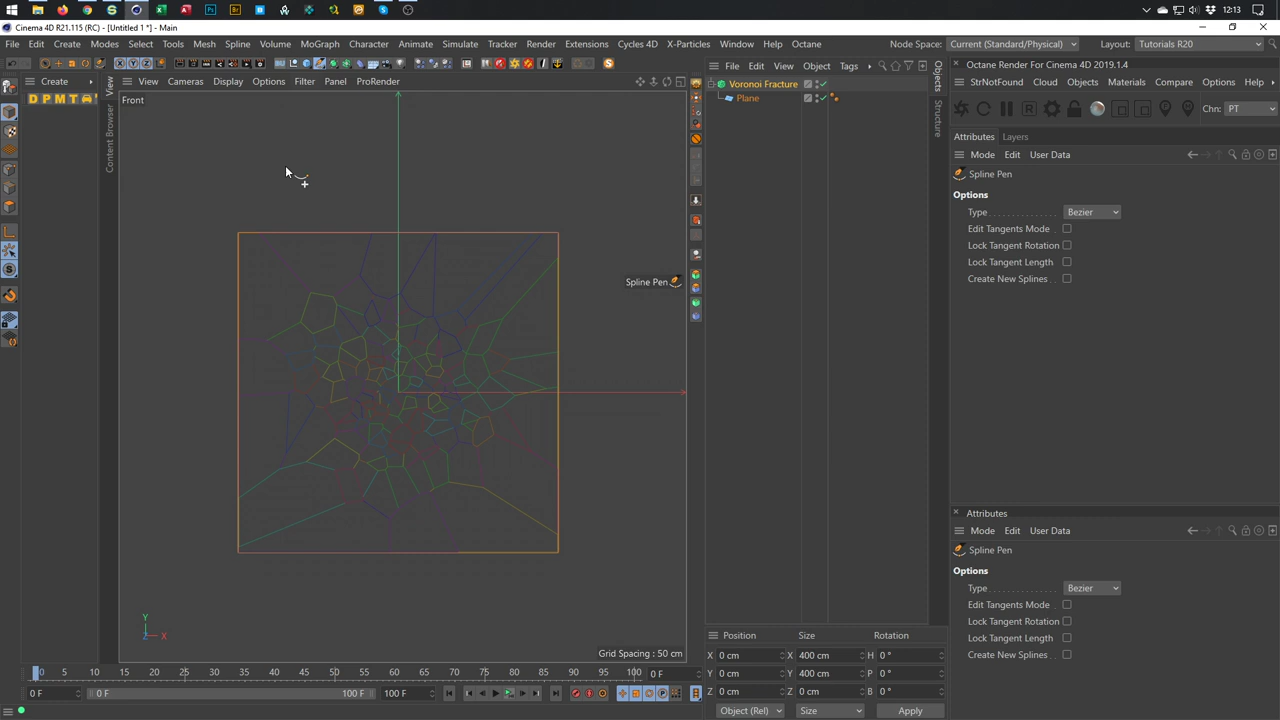 12:13
Cinema 4D R21.115 (RC) - [Untitled 1 *] - Main
File Edit Create Modes Select Tools Mesh Spline Volume MoGraph Character Animate Simulate Tracker Render Extensions Cycles 4D X-Particles Window Help Octane Node Space: Current (Standard/Physical) Layout: Tutorials R20
Create View Cameras Display Options Filter Panel ProRender
File Edit View Object Tags
Octane Render For Cinema 4D 2019.1.4
StrNotFound Cloud Objects Materials Compare Options Help
D P M T
View
Content Browser
Front
Voronoi Fracture
Plane
Objects
Structure
Chn: PT
Attributes Layers
Mode Edit User Data
Spline Pen
Options
Type Bezier
Edit Tangents Mode
Lock Tangent Rotation
Lock Tangent Length
Create New Splines
Spline Pen
Attributes
Mode Edit User Data
Spline Pen
Options
Type Bezier
Edit Tangents Mode
Lock Tangent Rotation
Lock Tangent Length
Create New Splines
Y
Z X
Grid Spacing : 50 cm
Position Size Rotation
X 0 cm X 400 cm H 0 °
Y 0 cm Y 400 cm P 0 °
Z 0 cm Z 0 cm B 0 °
Object (Rel) Size Apply
0 5 10 15 20 25 30 35 40 45 50 55 60 65 70 75 80 85 90 95 100 0 F
0 F 0 F 100 F 100 F